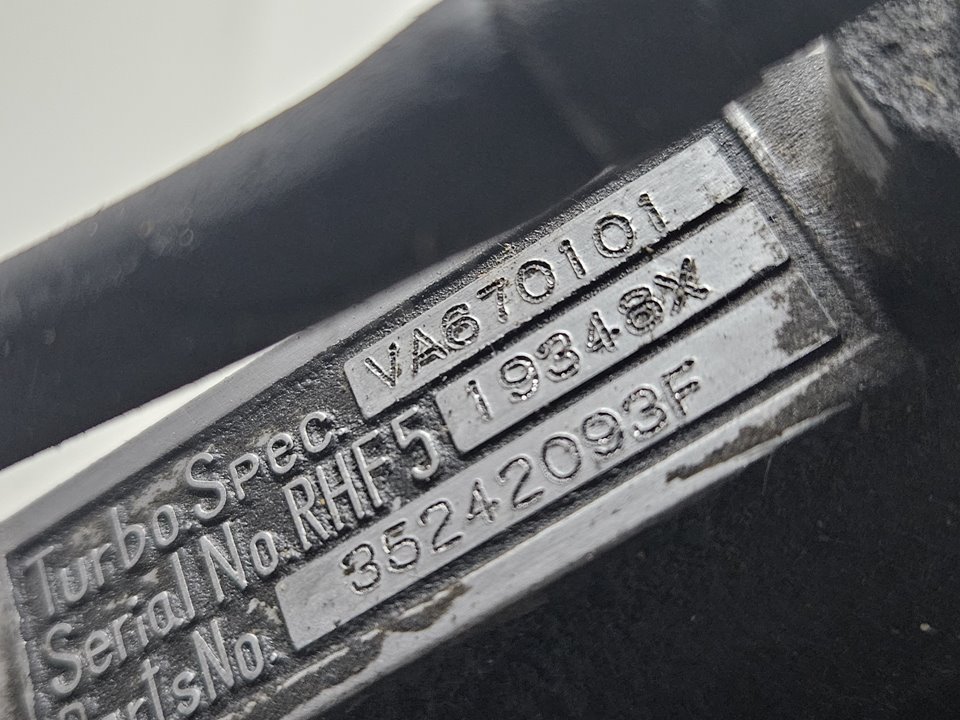 Turbo Spec. VA670101
Serial No. RHF5 19348X
Parts No. 35242093F